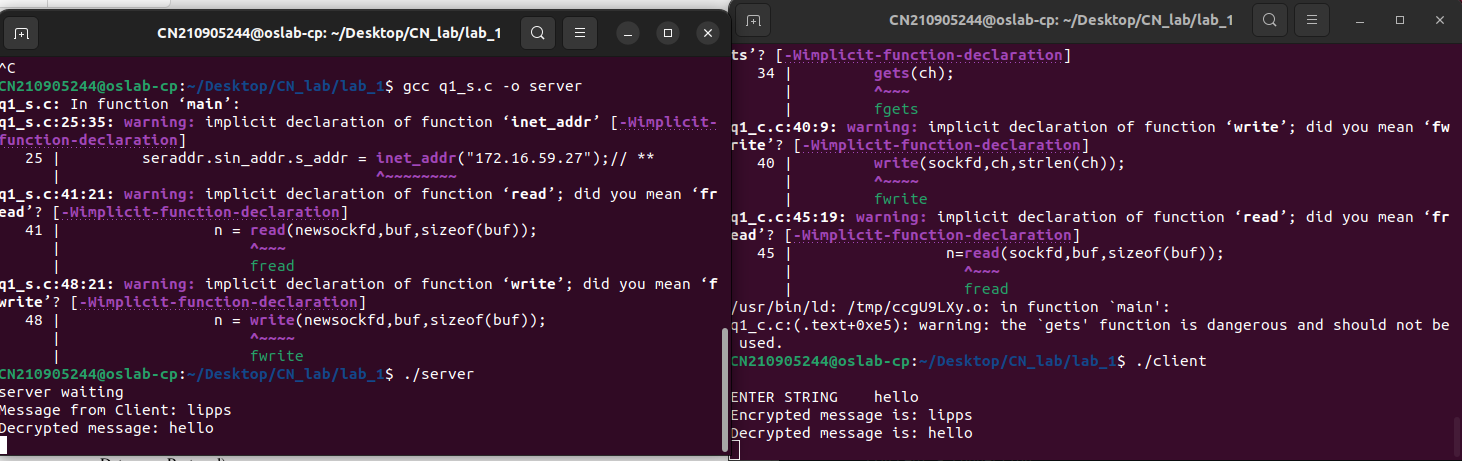 CN210905244@oslab-cp: ~/Desktop/CN_lab/lab_1
^C
CN210905244@oslab-cp:~/Desktop/CN_lab/lab_1$ gcc q1_s.c -o server
q1_s.c: In function ‘main’:
q1_s.c:25:35: warning: implicit declaration of function ‘inet_addr’ [-Wimplicit-
function-declaration]
25 | seraddr.sin_addr.s_addr = inet_addr("172.16.59.27");// **
| ^~~~~~~~~
q1_s.c:41:21: warning: implicit declaration of function ‘read’; did you mean ‘fr
ead’? [-Wimplicit-function-declaration]
41 | n = read(newsockfd,buf,sizeof(buf));
| ^~~~
| fread
q1_s.c:48:21: warning: implicit declaration of function ‘write’; did you mean ‘f
write’? [-Wimplicit-function-declaration]
48 | n = write(newsockfd,buf,sizeof(buf));
| ^~~~~
| fwrite
CN210905244@oslab-cp:~/Desktop/CN_lab/lab_1$ ./server
server waiting
Message from Client: lipps
Decrypted message: hello
CN210905244@oslab-cp: ~/Desktop/CN_lab/lab_1
ts’? [-Wimplicit-function-declaration]
34 | gets(ch);
| ^~~~
| fgets
q1_c.c:40:9: warning: implicit declaration of function ‘write’; did you mean ‘fw
rite’? [-Wimplicit-function-declaration]
40 | write(sockfd,ch,strlen(ch));
| ^~~~~
| fwrite
q1_c.c:45:19: warning: implicit declaration of function ‘read’; did you mean ‘fr
ead’? [-Wimplicit-function-declaration]
45 | n=read(sockfd,buf,sizeof(buf));
| ^~~~
| fread
/usr/bin/ld: /tmp/ccgU9LXy.o: in function `main':
q1_c.c:(.text+0xe5): warning: the `gets' function is dangerous and should not be
used.
CN210905244@oslab-cp:~/Desktop/CN_lab/lab_1$ ./client
ENTER STRING hello
Encrypted message is: lipps
Decrypted message is: hello